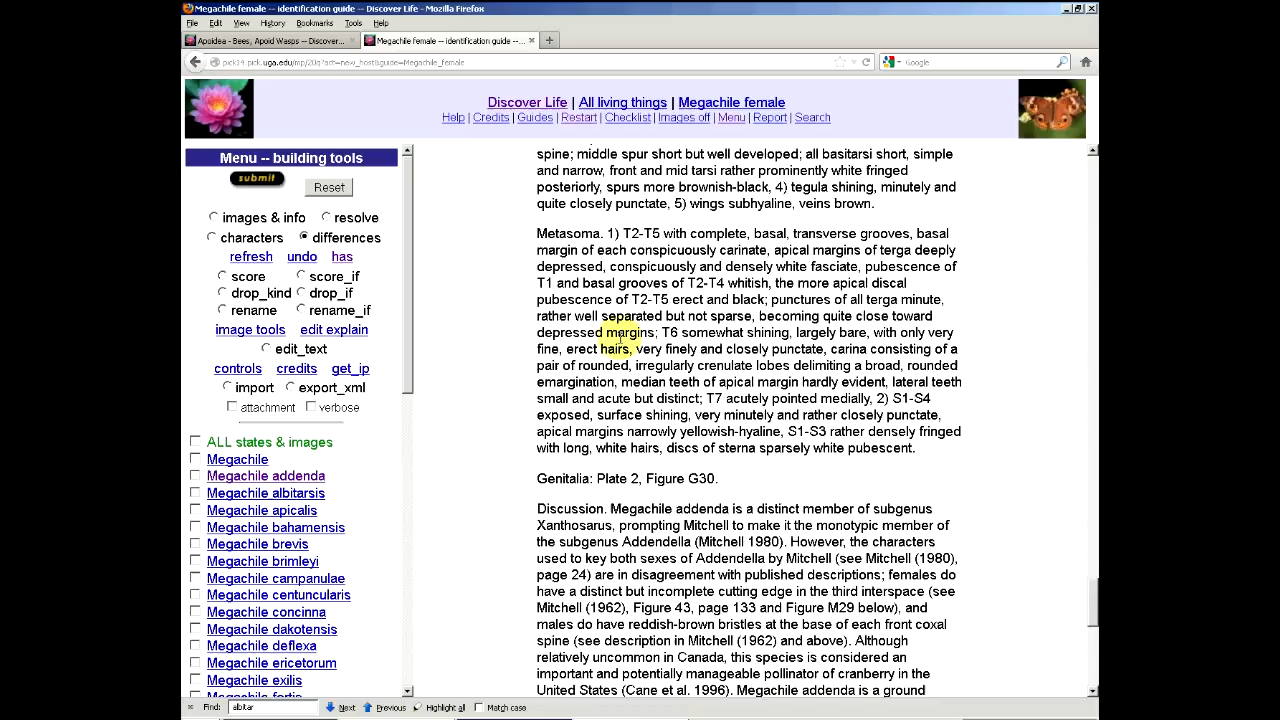 Megachile female -- identification guide -- Discover Life - Mozilla Firefox
File Edit View History Bookmarks Tools Help
Apoidea - Bees, Apoid Wasps -- Discover...
Megachile female -- identification guide --...
pick14.pick.uga.edu/mp/20q?act=new_host&guide=Megachile_female
Google
Discover Life | All living things | Megachile female
Help | Credits | Guides | Restart | Checklist | Images off | Menu | Report | Search
Menu -- building tools
submit
Reset
images & info resolve
characters differences
refresh undo has
score score_if
drop_kind drop_if
rename rename_if
image tools edit explain
edit_text
controls credits get_ip
import export_xml
attachment verbose
ALL states & images
Megachile
Megachile addenda
Megachile albitarsis
Megachile apicalis
Megachile bahamensis
Megachile brevis
Megachile brimleyi
Megachile campanulae
Megachile centuncularis
Megachile concinna
Megachile dakotensis
Megachile deflexa
Megachile ericetorum
Megachile exilis
Megachile fortis
spine; middle spur short but well developed; all basitarsi short, simple
and narrow, front and mid tarsi rather prominently white fringed
posteriorly, spurs more brownish-black, 4) tegula shining, minutely and
quite closely punctate, 5) wings subhyaline, veins brown.
Metasoma. 1) T2-T5 with complete, basal, transverse grooves, basal
margin of each conspicuously carinate, apical margins of terga deeply
depressed, conspicuously and densely white fasciate, pubescence of
T1 and basal grooves of T2-T4 whitish, the more apical discal
pubescence of T2-T5 erect and black; punctures of all terga minute,
rather well separated but not sparse, becoming quite close toward
depressed margins; T6 somewhat shining, largely bare, with only very
fine, erect hairs, very finely and closely punctate, carina consisting of a
pair of rounded, irregularly crenulate lobes delimiting a broad, rounded
emargination, median teeth of apical margin hardly evident, lateral teeth
small and acute but distinct; T7 acutely pointed medially, 2) S1-S4
exposed, surface shining, very minutely and rather closely punctate,
apical margins narrowly yellowish-hyaline, S1-S3 rather densely fringed
with long, white hairs, discs of sterna sparsely white pubescent.
Genitalia: Plate 2, Figure G30.
Discussion. Megachile addenda is a distinct member of subgenus
Xanthosarus, prompting Mitchell to make it the monotypic member of
the subgenus Addendella (Mitchell 1980). However, the characters
used to key both sexes of Addendella by Mitchell (see Mitchell (1980),
page 24) are in disagreement with published descriptions; females do
have a distinct but incomplete cutting edge in the third interspace (see
Mitchell (1962), Figure 43, page 133 and Figure M29 below), and
males do have reddish-brown bristles at the base of each front coxal
spine (see description in Mitchell (1962) and above). Although
relatively uncommon in Canada, this species is considered an
important and potentially manageable pollinator of cranberry in the
United States (Cane et al. 1996). Megachile addenda is a ground
Find: albitar Next Previous Highlight all Match case